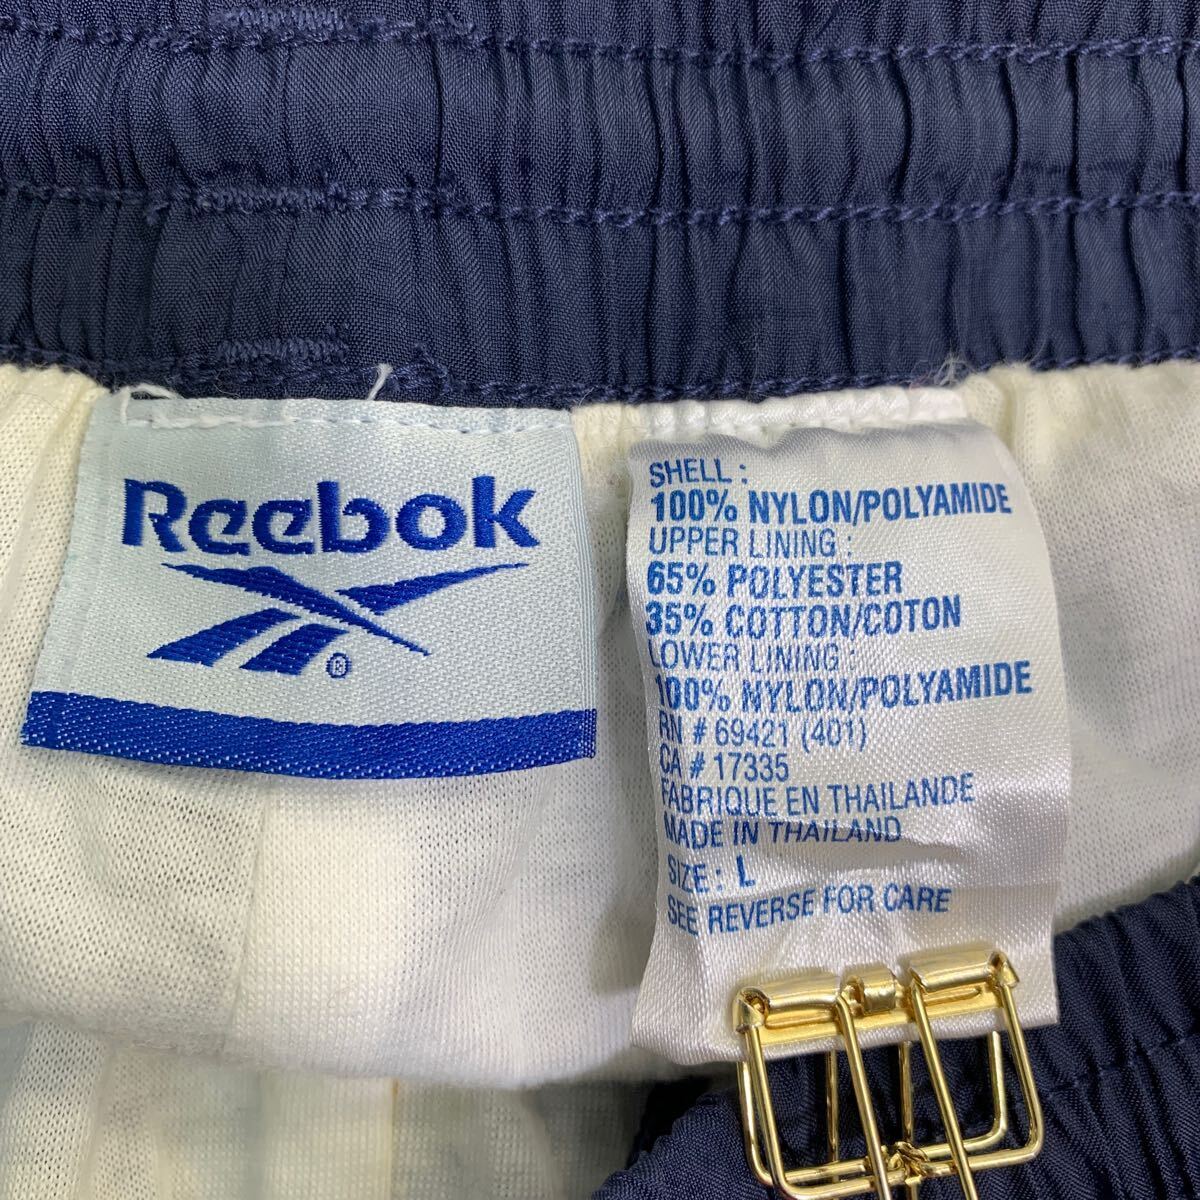 Reebok
®
SHELL :
100% NYLON/POLYAMIDE
UPPER LINING :
65% POLYESTER
35% COTTON/COTON
LOWER LINING :
100% NYLON/POLYAMIDE
RN # 69421 (401)
CA # 17335
FABRIQUE EN THAILANDE
MADE IN THAILAND
SIZE : L
SEE REVERSE FOR CARE